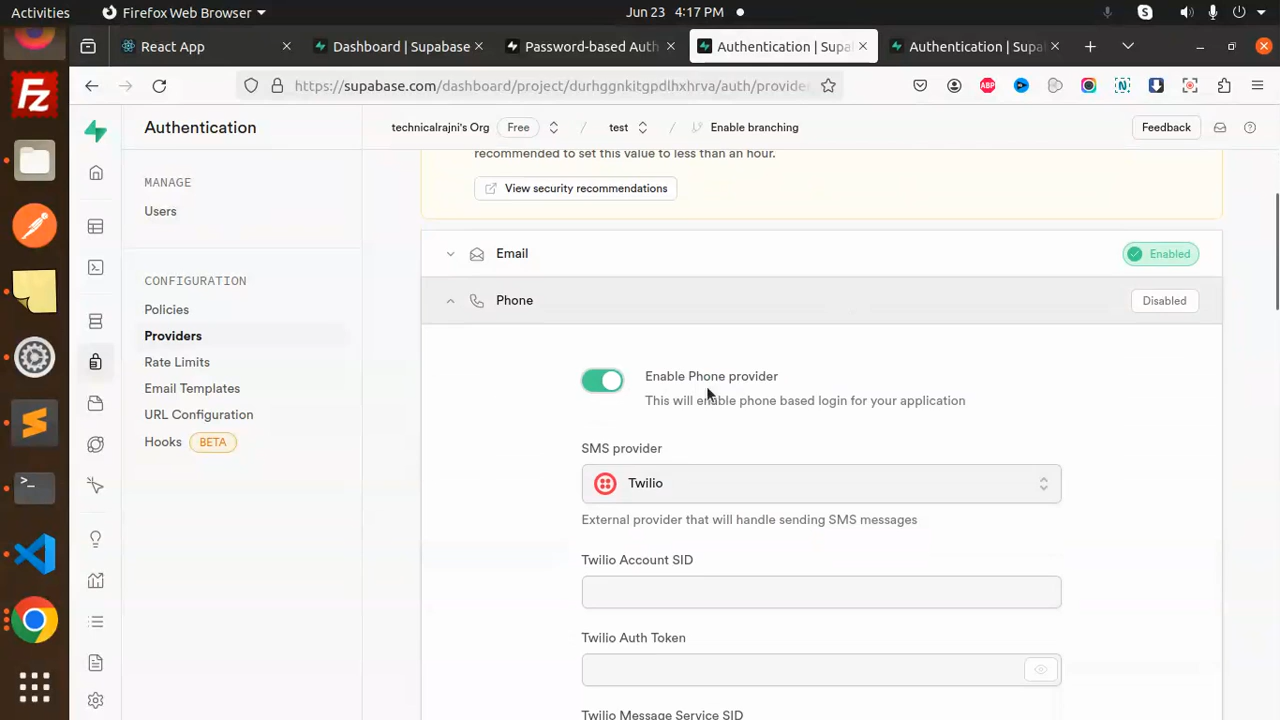 Activities
Firefox Web Browser
Jun 23 4:17 PM
React App
Dashboard | Supabase
Password-based Auth
Authentication | Supa
Authentication | Supa
https://supabase.com/dashboard/project/durhggnkitgpdlhxhrva/auth/provide
Authentication
technicalrajni's Org Free / test / Enable branching
Feedback
MANAGE
Users
CONFIGURATION
Policies
Providers
Rate Limits
Email Templates
URL Configuration
Hooks BETA
recommended to set this value to less than an hour.
View security recommendations
Email Enabled
Phone Disabled
Enable Phone provider
This will enable phone based login for your application
SMS provider
Twilio
External provider that will handle sending SMS messages
Twilio Account SID
Twilio Auth Token
Twilio Message Service SID